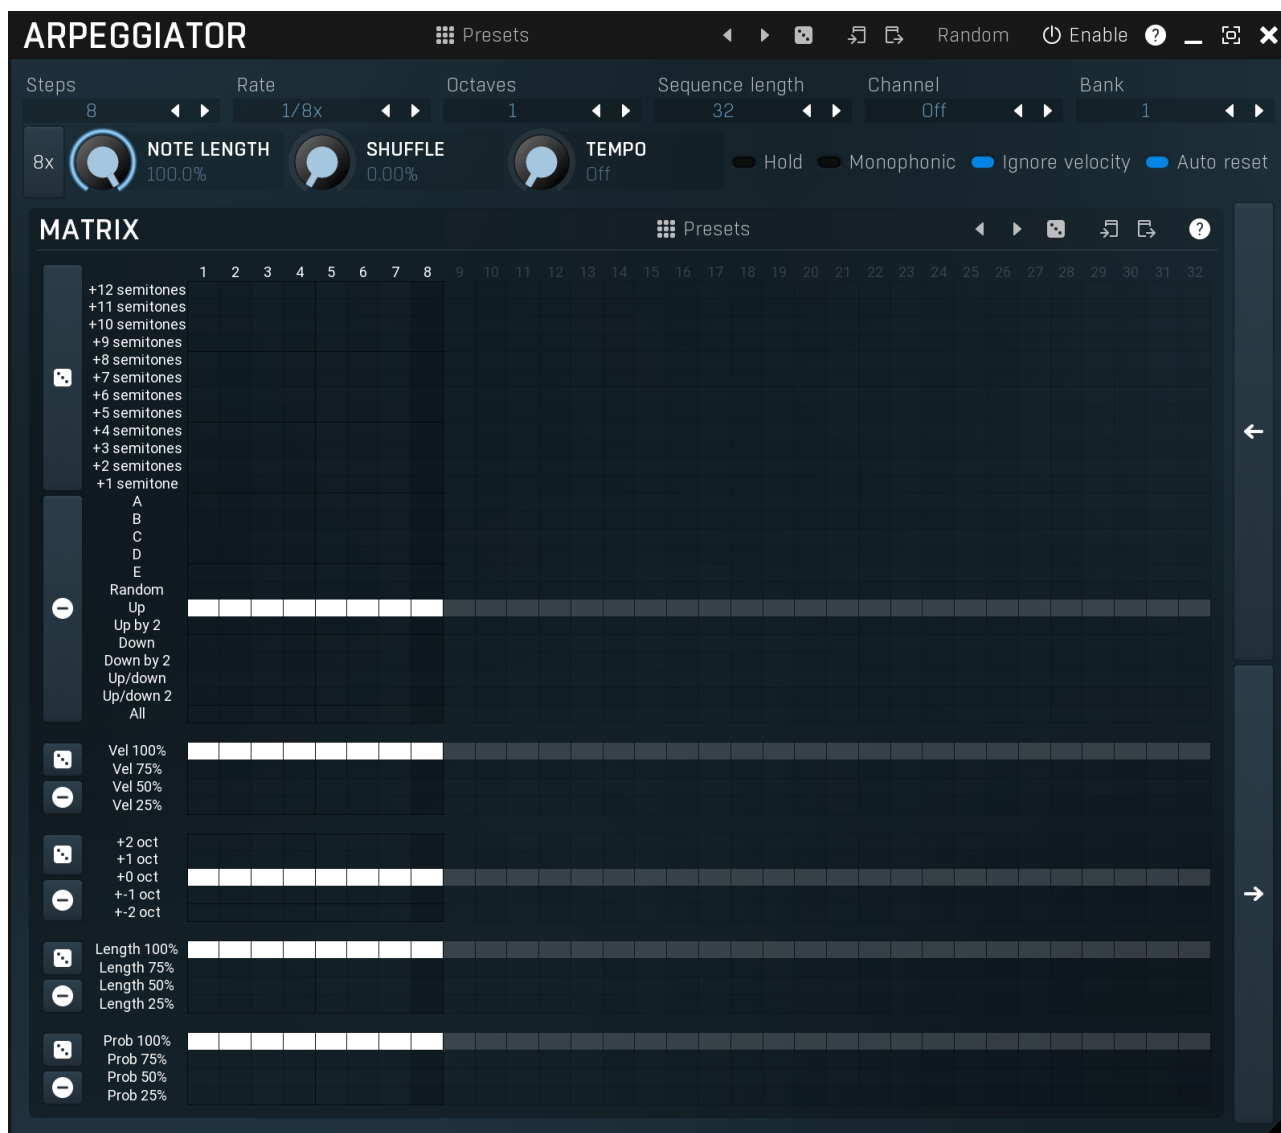 ARPEGGIATOR Presets Random Enable ?
Steps Rate Octaves Sequence length Channel Bank
8 1/8x 1 32 Off 1
8x NOTE LENGTH 100.0% SHUFFLE 0.00% TEMPO Off Hold Monophonic Ignore velocity Auto reset
MATRIX Presets ?
1 2 3 4 5 6 7 8 9 10 11 12 13 14 15 16 17 18 19 20 21 22 23 24 25 26 27 28 29 30 31 32
+12 semitones
+11 semitones
+10 semitones
+9 semitones
+8 semitones
+7 semitones
+6 semitones
+5 semitones
+4 semitones
+3 semitones
+2 semitones
+1 semitone
A
B
C
D
E
Random
Up
Up by 2
Down
Down by 2
Up/down
Up/down 2
All
Vel 100%
Vel 75%
Vel 50%
Vel 25%
+2 oct
+1 oct
+0 oct
+-1 oct
+-2 oct
Length 100%
Length 75%
Length 50%
Length 25%
Prob 100%
Prob 75%
Prob 50%
Prob 25%